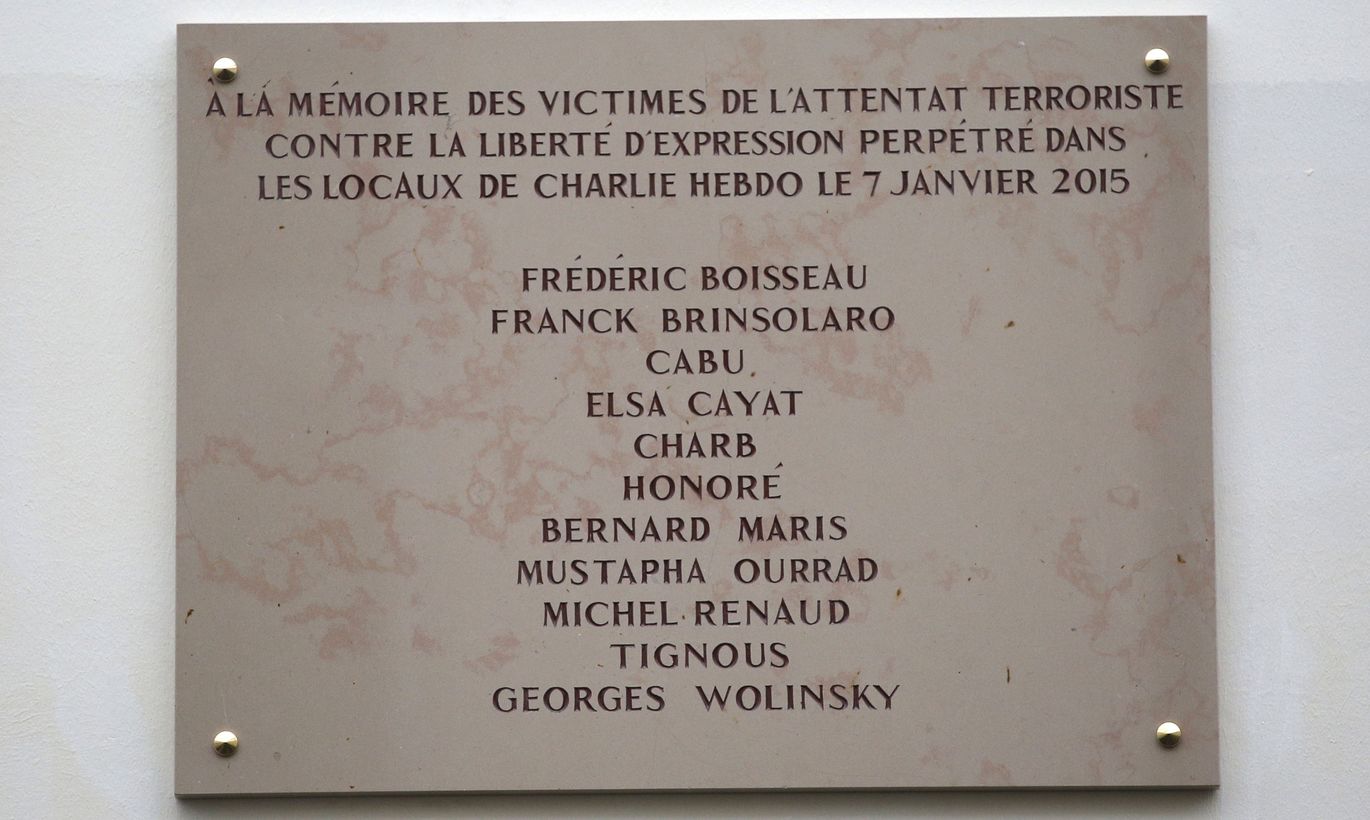 À LÁ MÉMOIRE DES VICTIMES DE L'ATTENTAT TERRORISTE
CONTRE LA LIBERTÉ D'EXPRESSION PERPÉTRÉ DANS
LES LOCAUX DE CHARLIE HEBDO LE 7 JANVIER 2015
FRÉDÉRIC BOISSEAU
FRANCK BRINSOLARO
CABU
ELSA CAYAT
CHARB
HONORÉ
BERNARD MARIS
MUSTAPHA OURRAD
MICHEL RENAUD
TIGNOUS
GEORGES WOLINSKY